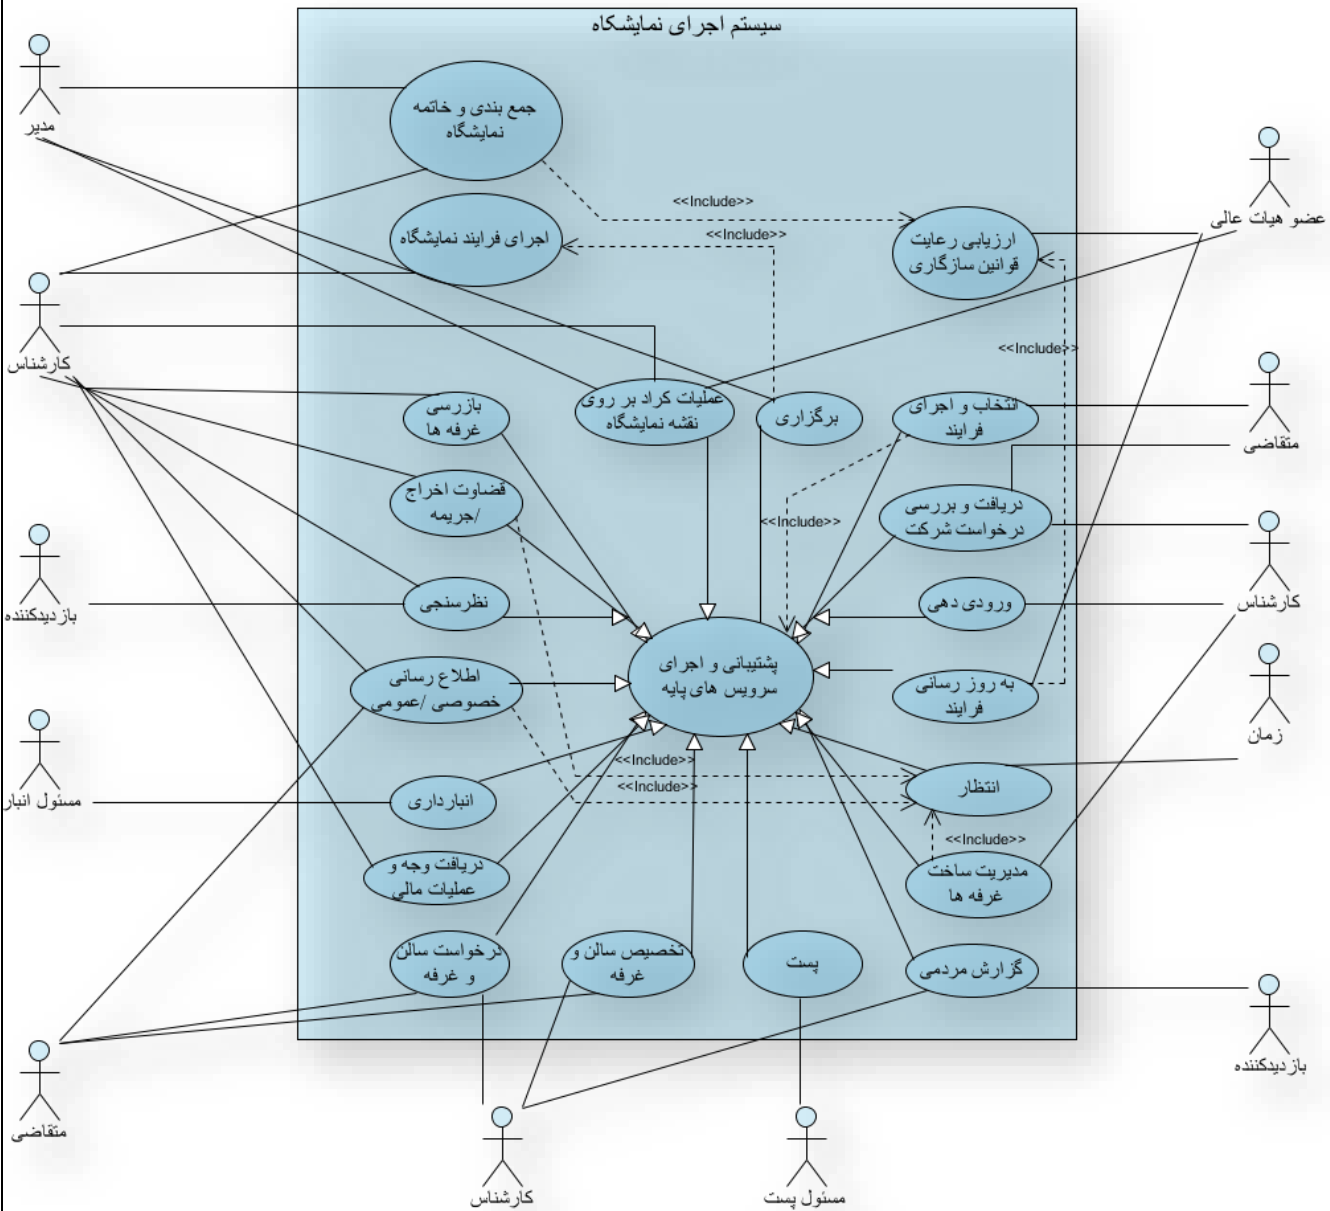 سیستم اجرای نمایشگاه
مدیر
جمع بندی و خاتمه
نمایشگاه
عضو هیات عالی
<<Include>>
<<Include>>
اجرای فرایند نمایشگاه
ارزیابی رعایت
قوانین سازگاری
کارشناس
<<Include>>
بازرسی
غرفه ها
عملیات کراد بر روی
نقشه نمایشگاه
برگزاری
انتخاب و اجرای
فرایند
متقاضی
قضاوت اخراج
/جریمه
<<Include>>
دریافت و بررسی
درخواست شرکت
بازدیدکننده
نظرسنجی
ورودی دهی
کارشناس
اطلاع رسانی
خصوصی /عمومی
پشتیبانی و اجرای
سرویس های پایه
به روز رسانی
فرایند
زمان
<<Include>>
<<Include>>
مسئول انبار
انبارداری
انتظار
<<Include>>
دریافت وجه و
عملیات مالی
مدیریت ساخت
غرفه ها
درخواست سالن
و غرفه
تخصیص سالن و
غرفه
پست
گزارش مردمی
بازدیدکننده
متقاضی
کارشناس
مسئول پست